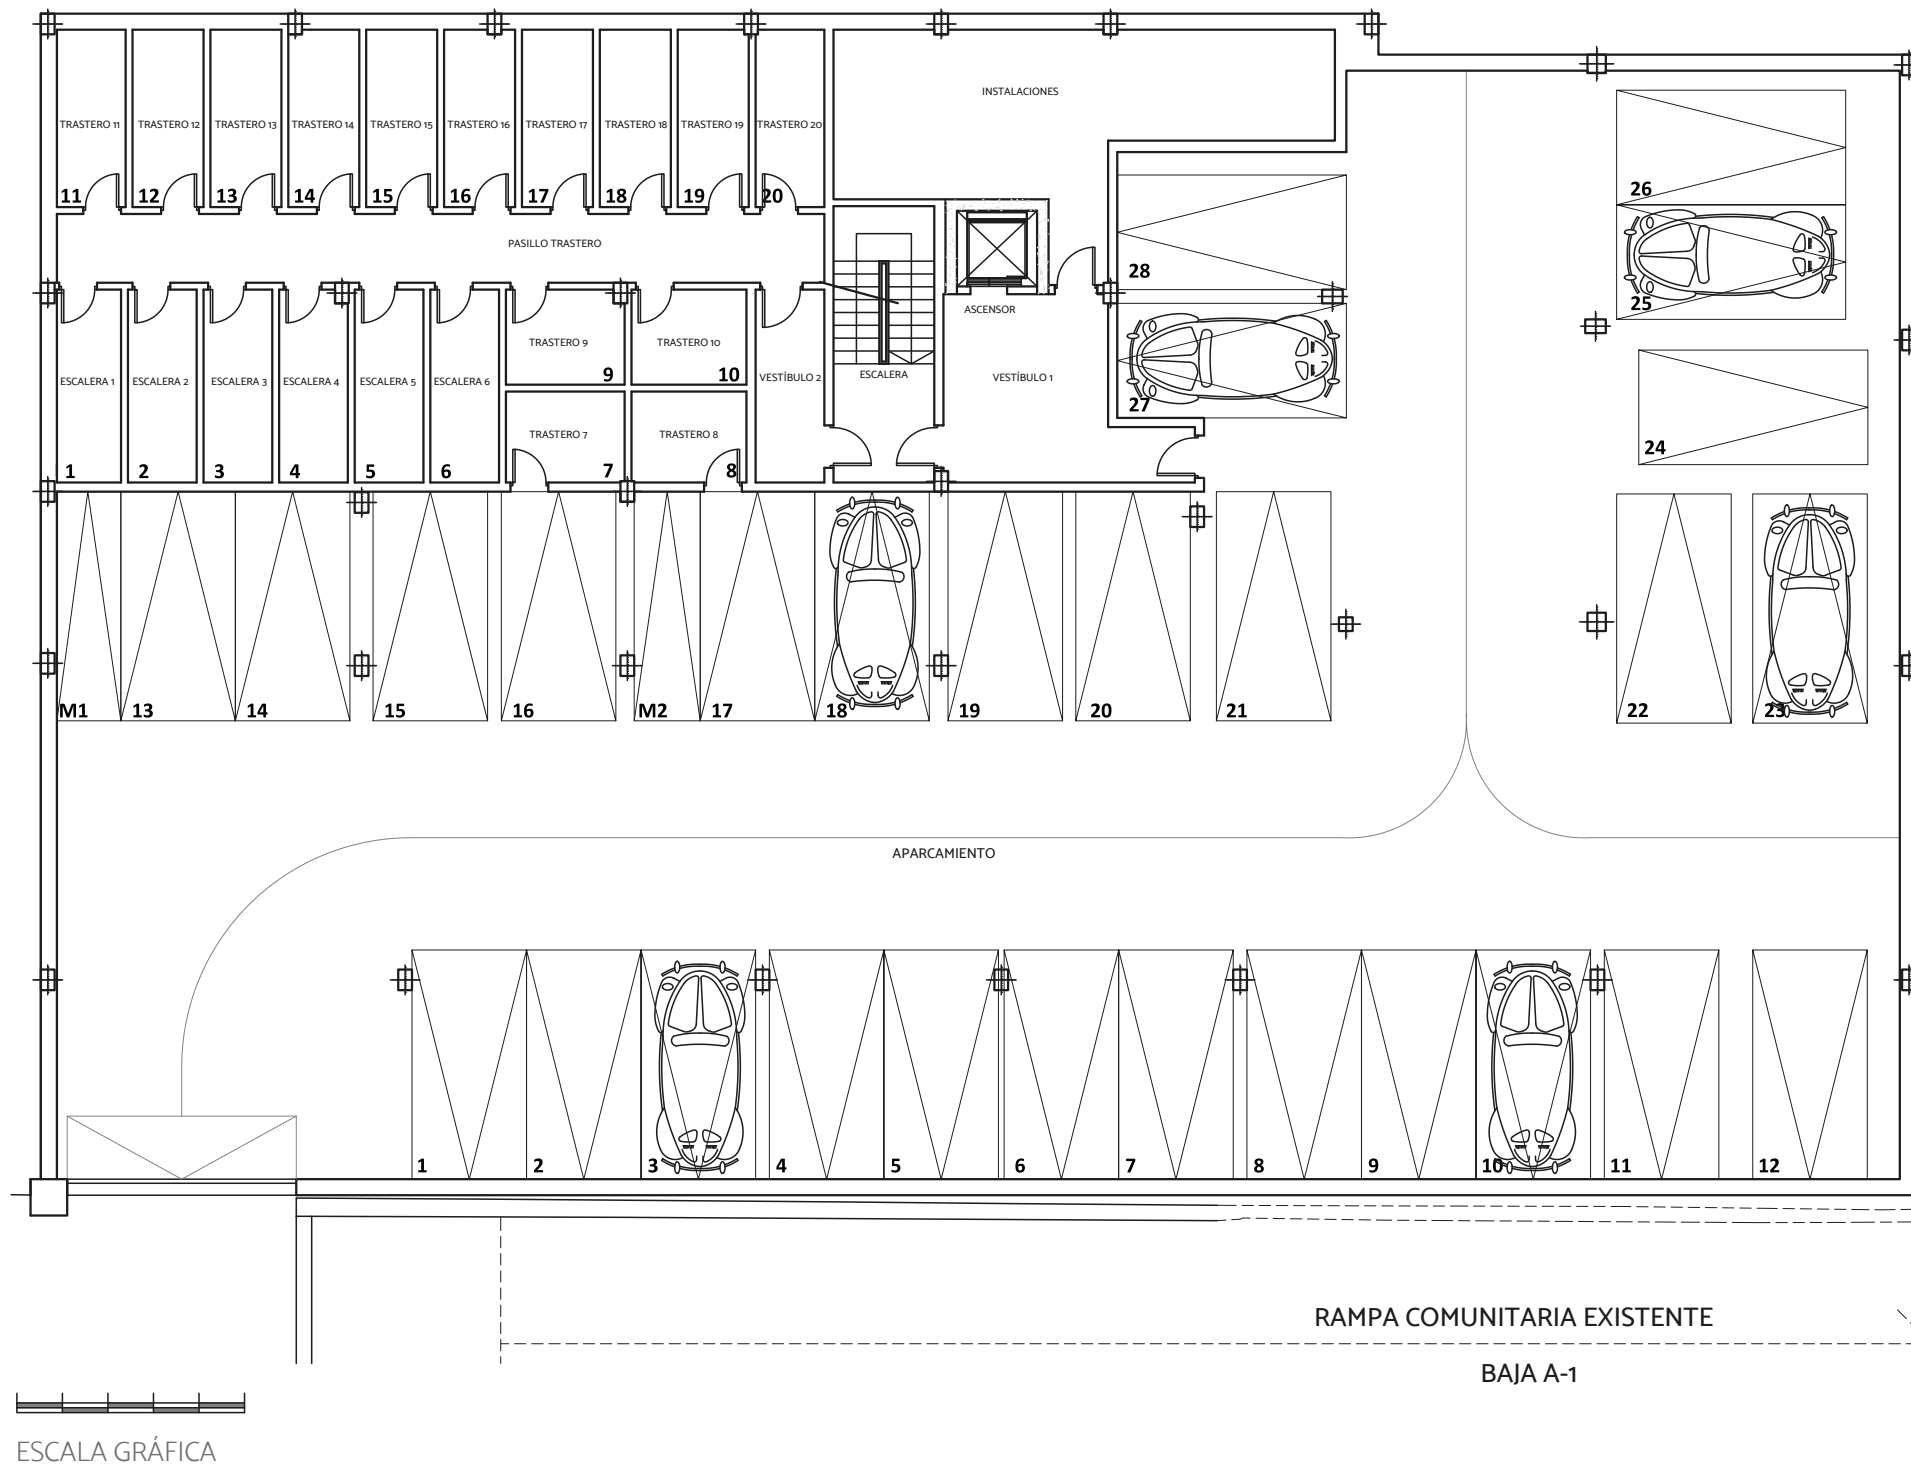 INSTALACIONES
TRASTERO 11
TRASTERO 12
TRASTERO 13
TRASTERO 14
TRASTERO 15
TRASTERO 16
TRASTERO 17
TRASTERO 18
TRASTERO 19
TRASTERO 20
11
12
13
14
15
16
17
18
19
20
26
PASILLO TRASTERO
28
25
ASCENSOR
TRASTERO 9
TRASTERO 10
9
10
ESCALERA 1
ESCALERA 2
ESCALERA 3
ESCALERA 4
ESCALERA 5
ESCALERA 6
VESTÍBULO 2
ESCALERA
VESTÍBULO 1
27
TRASTERO 7
TRASTERO 8
24
1
2
3
4
5
6
7
8
M1
13
14
15
16
M2
17
18
19
20
21
22
23
APARCAMIENTO
1
2
3
4
5
6
7
8
9
10
11
12
RAMPA COMUNITARIA EXISTENTE
BAJA A-1
ESCALA GRÁFICA